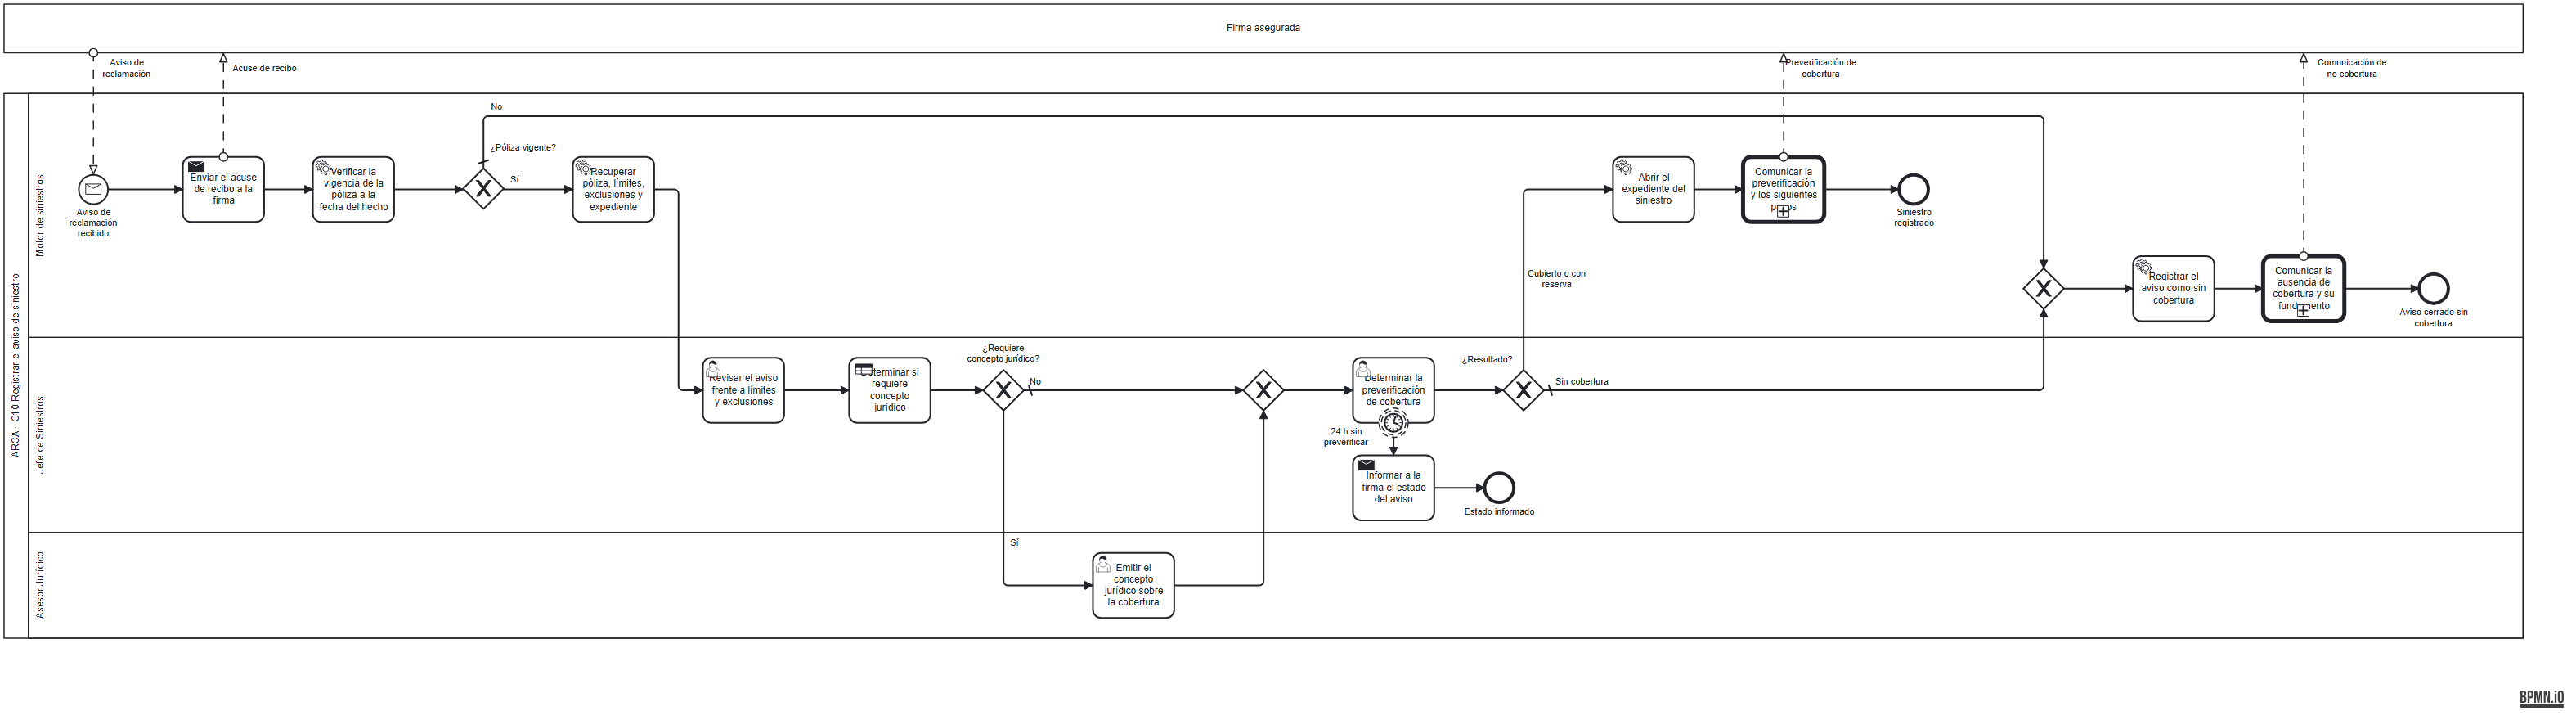 Firma asegurada
Aviso de
reclamación
Acuse de recibo
Preverificación de
cobertura
Comunicación de
no cobertura
ARCA · C10 Registrar el aviso de siniestro
Motor de siniestros
Aviso de
reclamación
recibido
Enviar el acuse
de recibo a la
firma
Verificar la
vigencia de la
póliza a la
fecha del hecho
¿Póliza vigente?
No
Sí
Recuperar
póliza, límites,
exclusiones y
expediente
Cubierto o con
reserva
Abrir el
expediente del
siniestro
Comunicar la
preverificación
y los siguientes
pasos
Siniestro
registrado
Registrar el
aviso como sin
cobertura
Comunicar la
ausencia de
cobertura y su
fundamento
Aviso cerrado sin
cobertura
Jefe de Siniestros
Revisar el aviso
frente a límites
y exclusiones
Determinar si
requiere
concepto
jurídico
¿Requiere
concepto jurídico?
No
Sí
Determinar la
preverificación
de cobertura
24 h sin
preverificar
Informar a la
firma el estado
del aviso
Estado informado
¿Resultado?
Sin cobertura
Asesor Jurídico
Emitir el
concepto
jurídico sobre
la cobertura
BPMN.iO